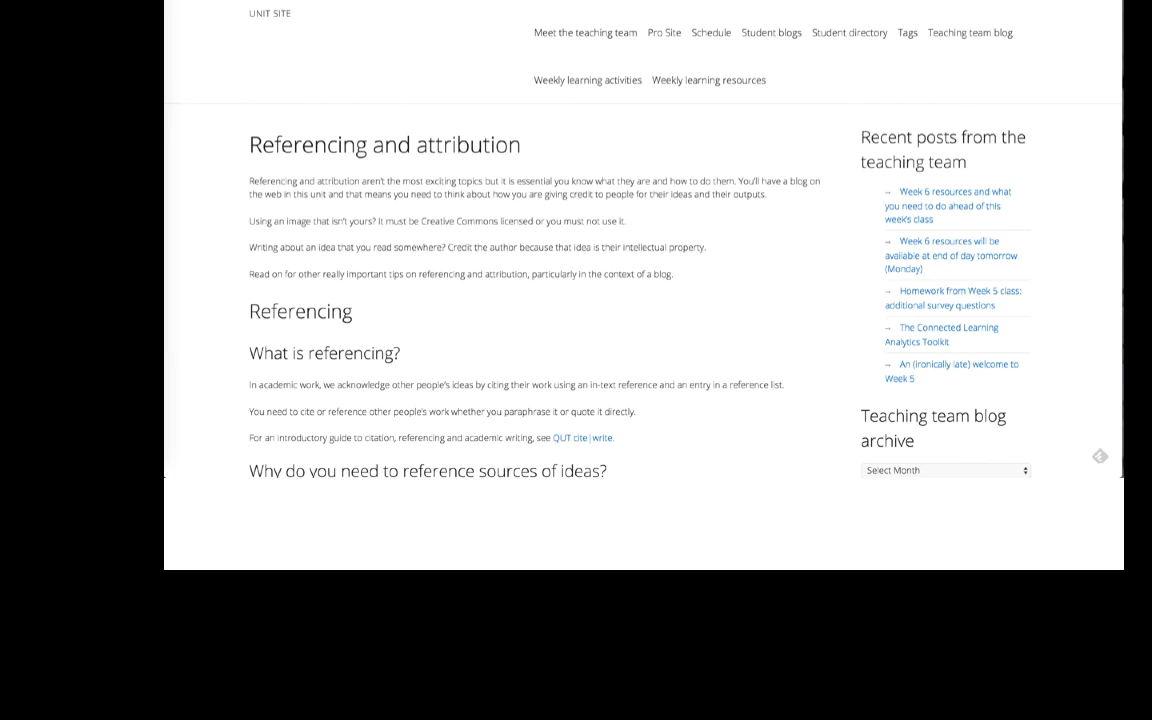 UNIT SITE
Meet the teaching team Pro Site Schedule Student blogs Student directory Tags Teaching team blog
Weekly learning activities Weekly learning resources
Referencing and attribution
Referencing and attribution aren't the most exciting topics but it is essential you know what they are and how to do them. You'll have a blog on
the web in this unit and that means you need to think about how you are giving credit to people for their ideas and their outputs.
Using an image that isn't yours? It must be Creative Commons licensed or you must not use it.
Writing about an idea that you read somewhere? Credit the author because that idea is their intellectual property.
Read on for other really important tips on referencing and attribution, particularly in the context of a blog.
Referencing
What is referencing?
In academic work, we acknowledge other people's ideas by citing their work using an in-text reference and an entry in a reference list.
You need to cite or reference other people's work whether you paraphrase it or quote it directly.
For an introductory guide to citation, referencing and academic writing, see QUT cite|write.
Why do you need to reference sources of ideas?
Recent posts from the
teaching team
→ Week 6 resources and what
you need to do ahead of this
week's class
→ Week 6 resources will be
available at end of day tomorrow
(Monday)
→ Homework from Week 5 class:
additional survey questions
→ The Connected Learning
Analytics Toolkit
→ An (ironically late) welcome to
Week 5
Teaching team blog
archive
Select Month